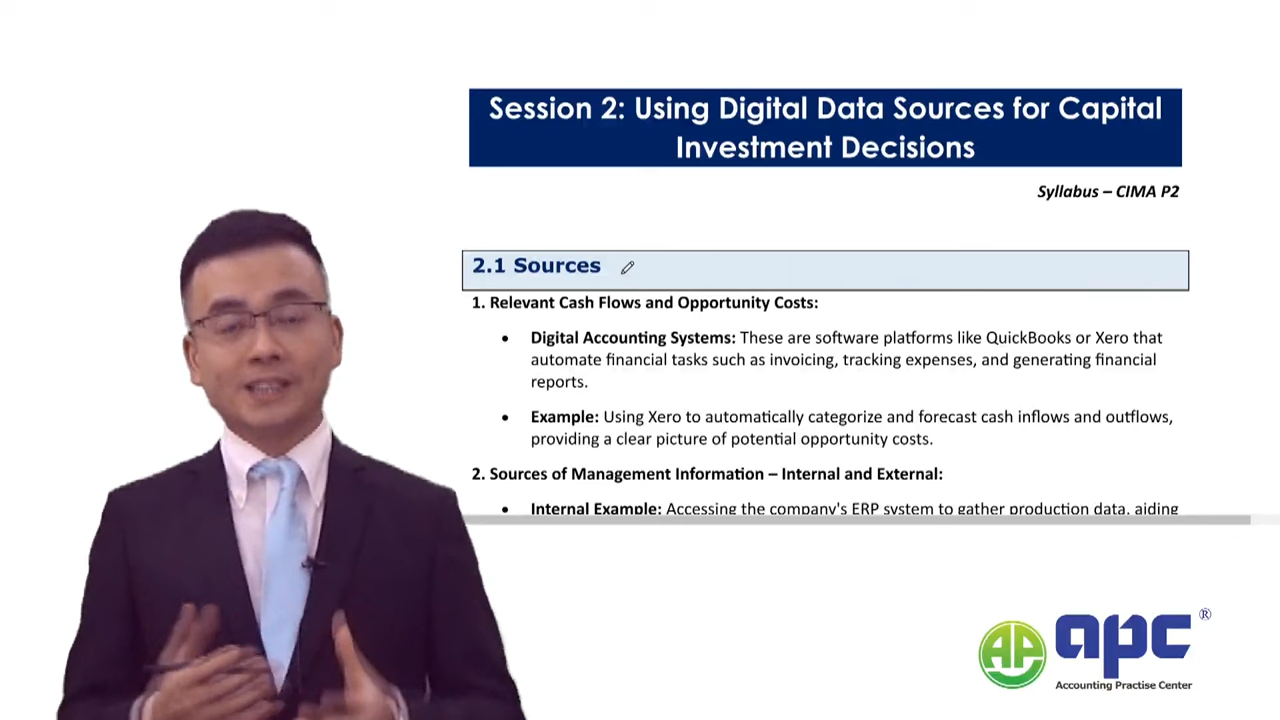 Session 2: Using Digital Data Sources for Capital
Investment Decisions
Syllabus – CIMA P2
2.1 Sources
1. Relevant Cash Flows and Opportunity Costs:
• Digital Accounting Systems: These are software platforms like QuickBooks or Xero that
automate financial tasks such as invoicing, tracking expenses, and generating financial
reports.
• Example: Using Xero to automatically categorize and forecast cash inflows and outflows,
providing a clear picture of potential opportunity costs.
2. Sources of Management Information – Internal and External:
• Internal Example: Accessing the company's ERP system to gather production data, aiding
AP
apc®
Accounting Practise Center